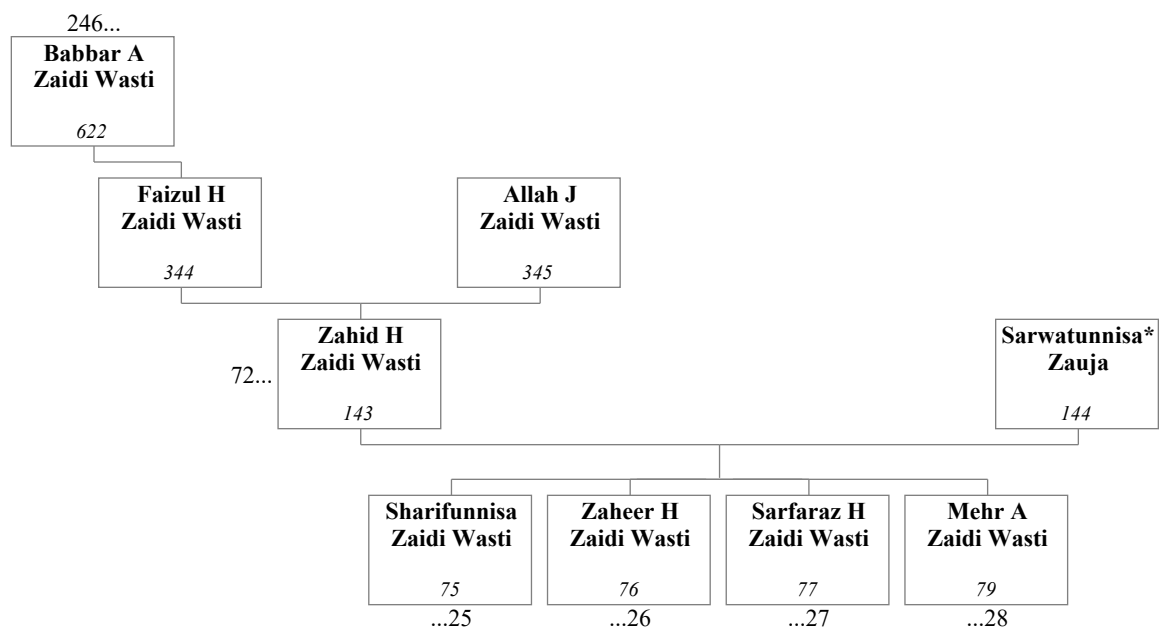 246...
Babbar A
Zaidi Wasti
622
Faizul H
Zaidi Wasti
344
Allah J
Zaidi Wasti
345
72...
Zahid H
Zaidi Wasti
143
Sarwatunnisa*
Zauja
144
Sharifunnisa
Zaidi Wasti
75
...25
Zaheer H
Zaidi Wasti
76
...26
Sarfaraz H
Zaidi Wasti
77
...27
Mehr A
Zaidi Wasti
79
...28